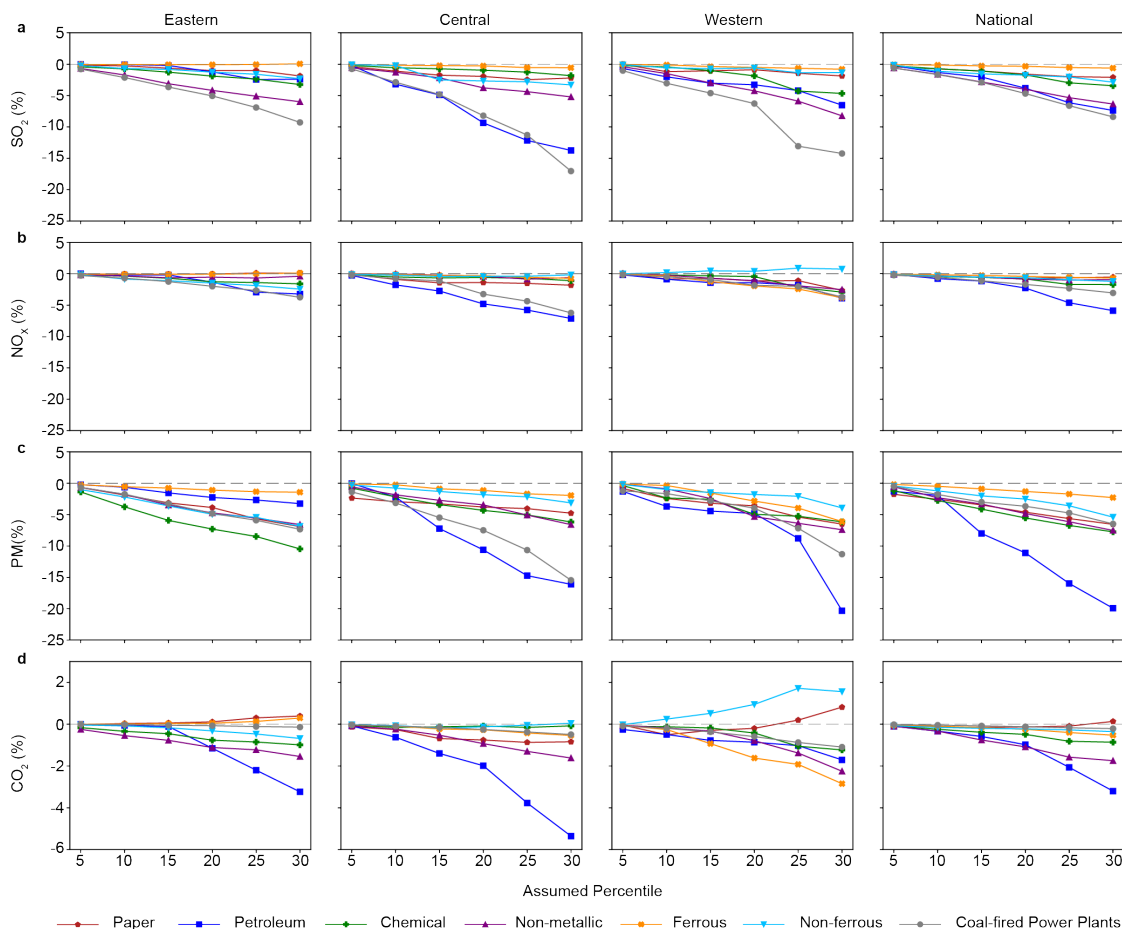 Eastern Central Western National
a
5
0
-5
-10
-15
-20
-25
SO2 (%)
b
5
0
-5
-10
-15
-20
-25
NOX (%)
c
5
0
-5
-10
-15
-20
-25
PM(%)
d
2
0
-2
-4
-6
CO2 (%)
5 10 15 20 25 30 5 10 15 20 25 30 5 10 15 20 25 30 5 10 15 20 25 30
Assumed Percentile
Paper Petroleum Chemical Non-metallic Ferrous Non-ferrous Coal-fired Power Plants